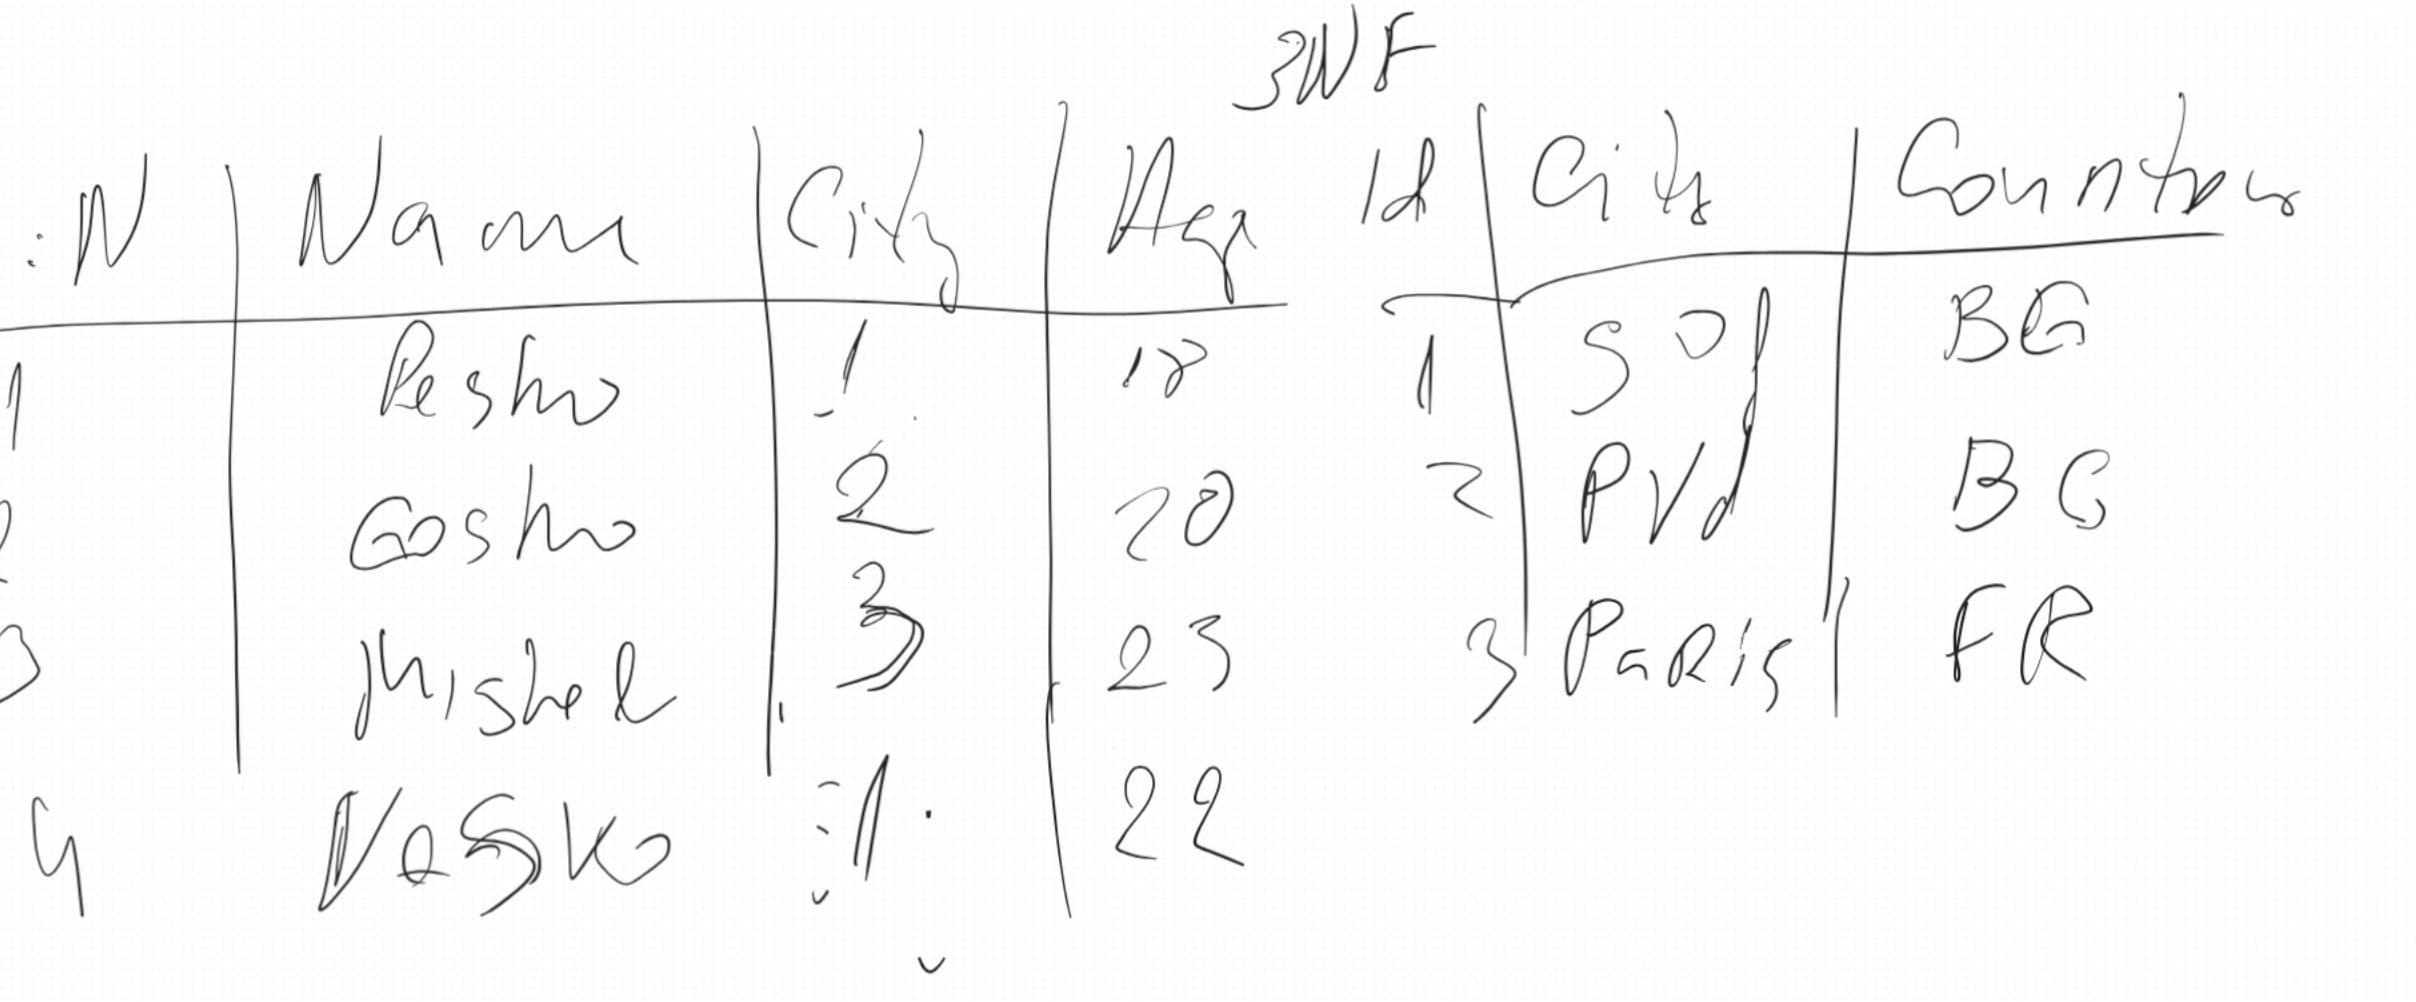 3NF
:N Name City Age Id City Country
1 Pesho 1 18 1 Sof BG
2 Gosho 2 20 2 PVd BG
3 Mishel 3 23 3 Paris FR
4 Vasko 1 22